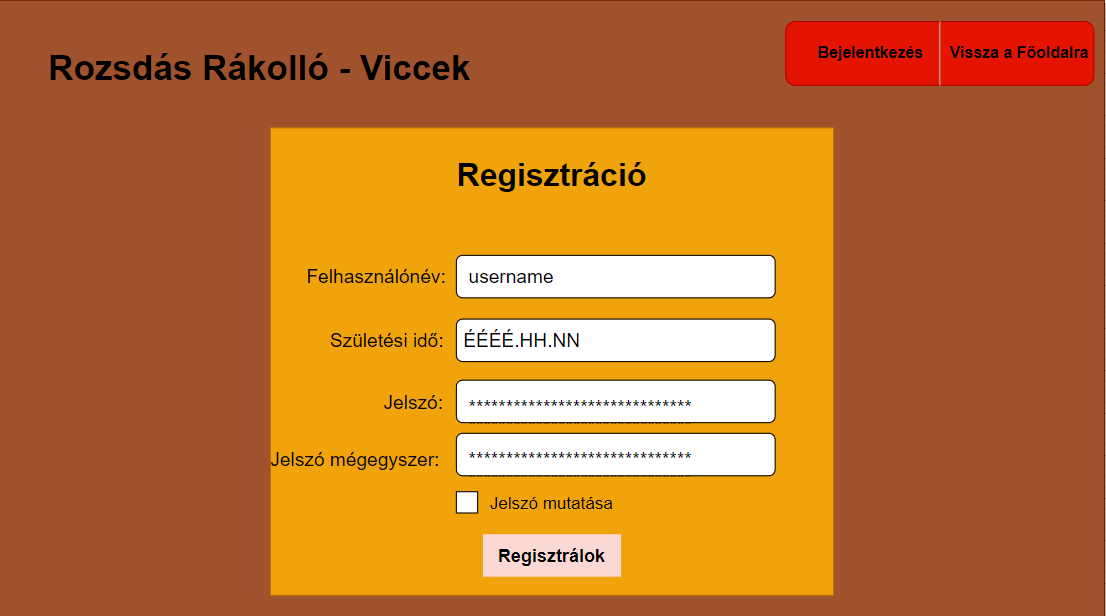 Rozsdás Rákolló - Viccek
Bejelentkezés
Vissza a Főoldalra
Regisztráció
Felhasználónév: username
Születési idő: ÉÉÉÉ.HH.NN
Jelszó: ******************************
Jelszó mégegyszer: ******************************
Jelszó mutatása
Regisztrálok